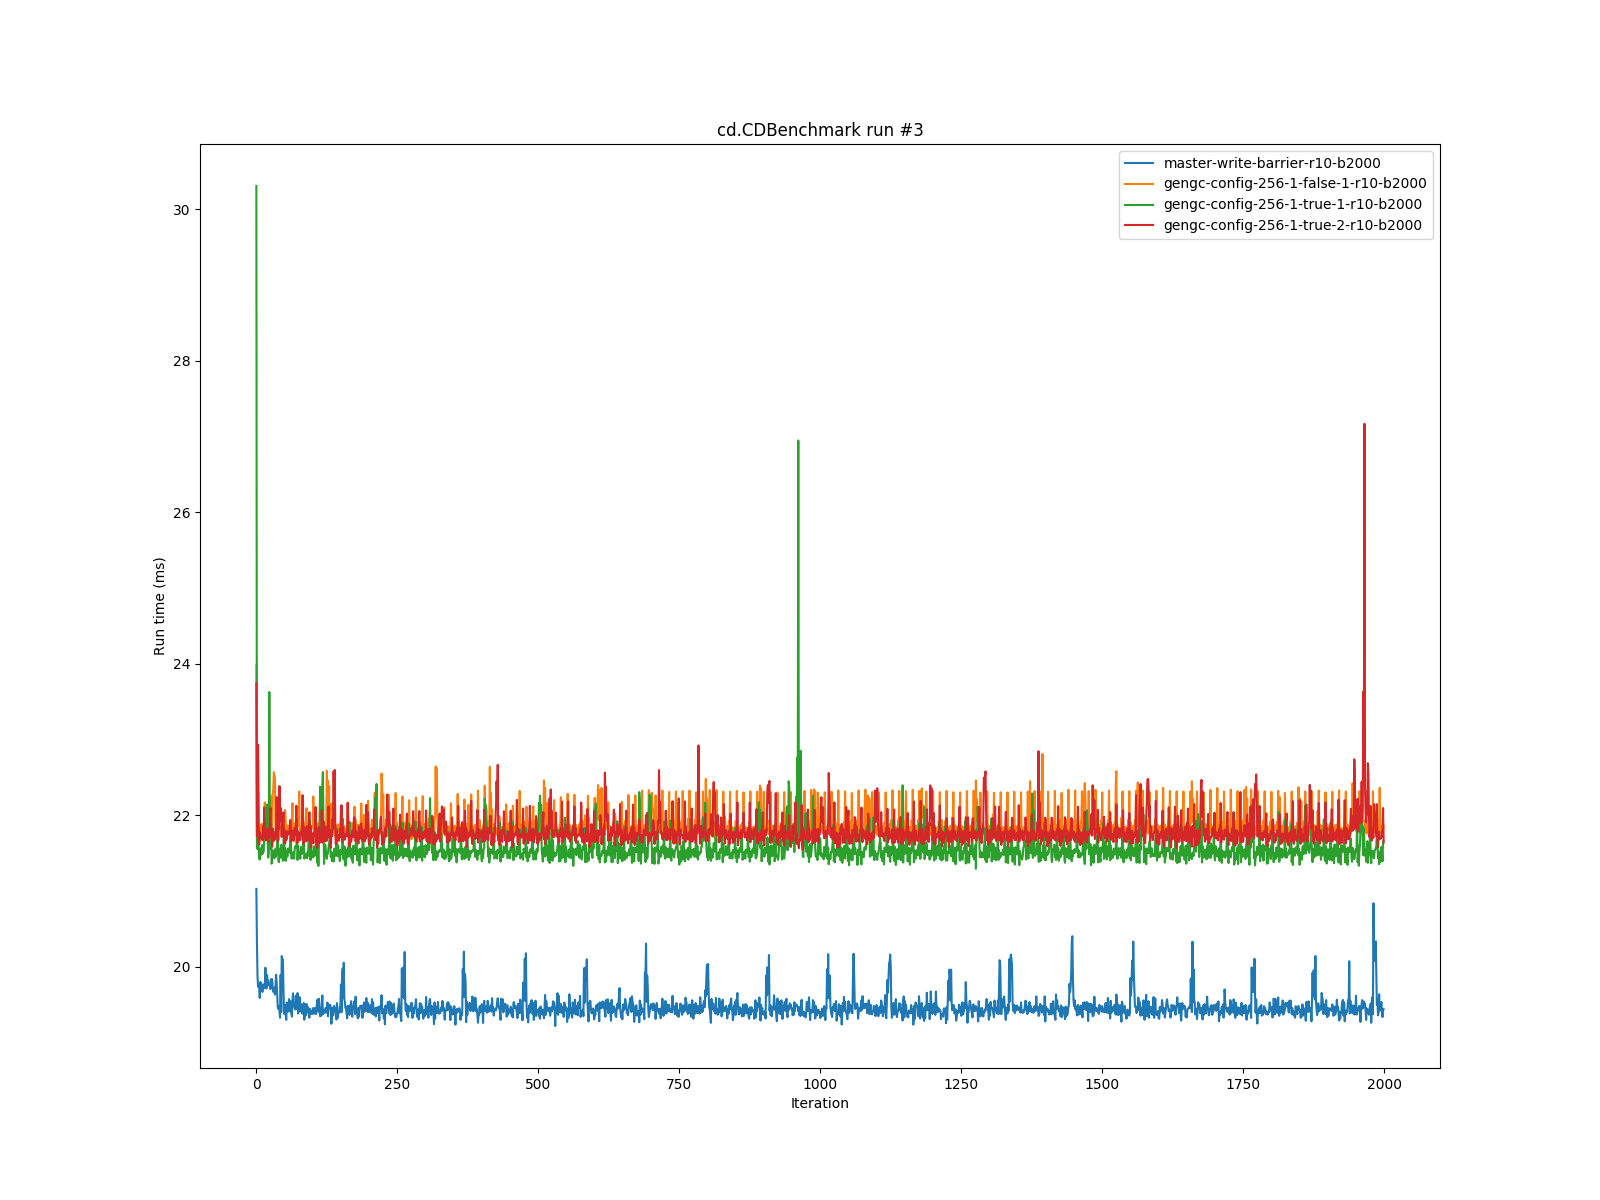 cd.CDBenchmark run #3
master-write-barrier-r10-b2000
gengc-config-256-1-false-1-r10-b2000
gengc-config-256-1-true-1-r10-b2000
gengc-config-256-1-true-2-r10-b2000
30
28
26
24
22
20
Run time (ms)
0 250 500 750 1000 1250 1500 1750 2000
Iteration